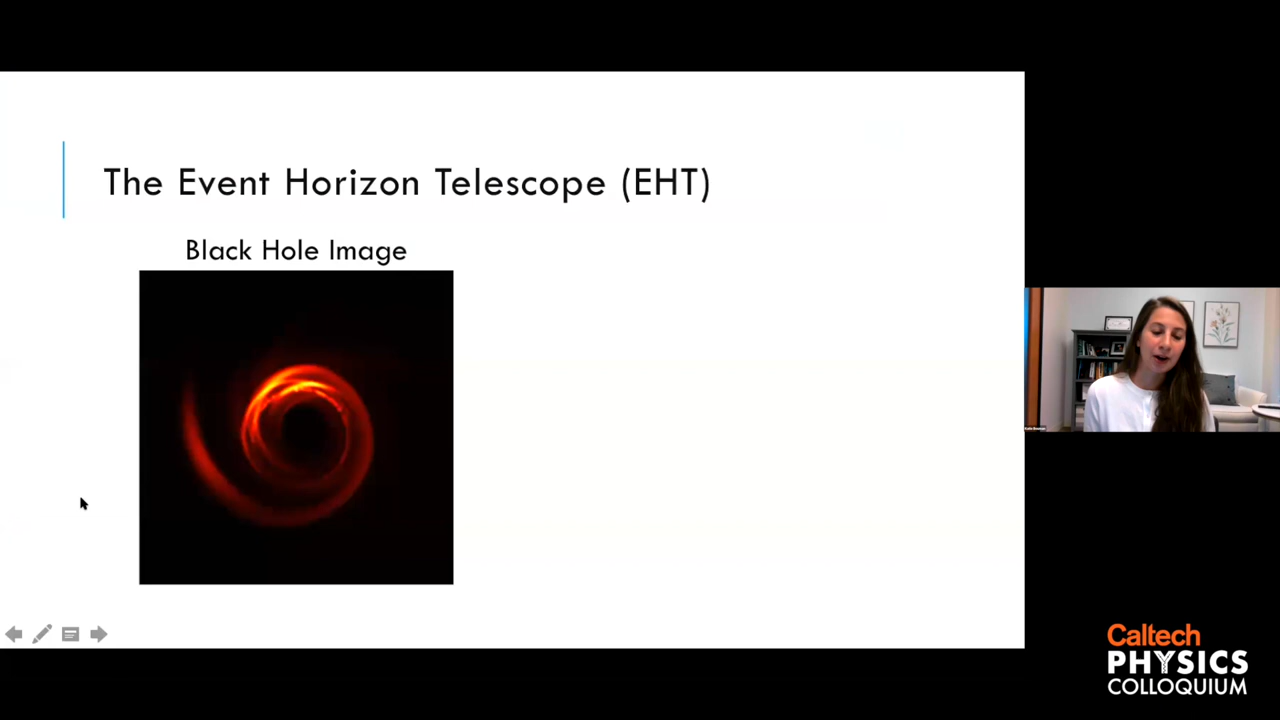 The Event Horizon Telescope (EHT)
Black Hole Image
Caltech
PHYSICS
COLLOQUIUM